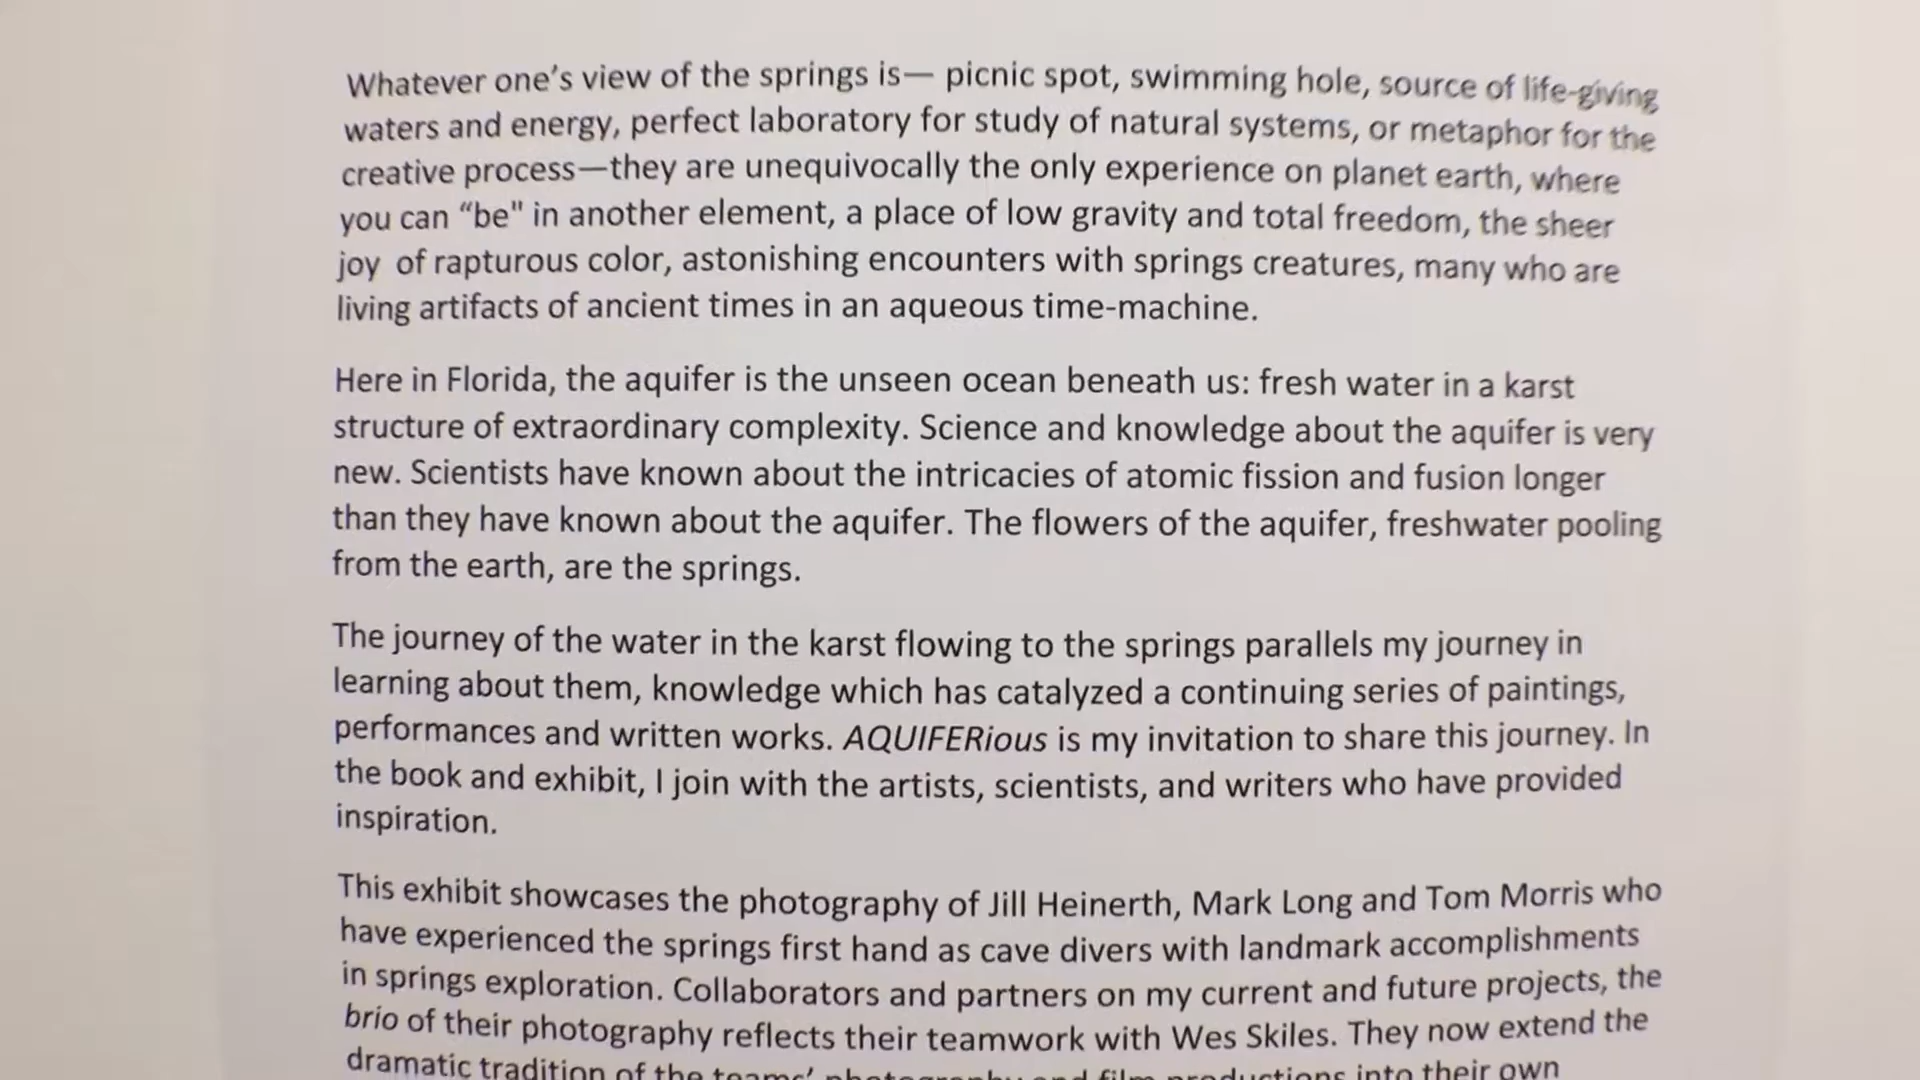 Whatever one’s view of the springs is— picnic spot, swimming hole, source of life-giving
waters and energy, perfect laboratory for study of natural systems, or metaphor for the
creative process—they are unequivocally the only experience on planet earth, where
you can “be" in another element, a place of low gravity and total freedom, the sheer
joy of rapturous color, astonishing encounters with springs creatures, many who are
living artifacts of ancient times in an aqueous time-machine.
Here in Florida, the aquifer is the unseen ocean beneath us: fresh water in a karst
structure of extraordinary complexity. Science and knowledge about the aquifer is very
new. Scientists have known about the intricacies of atomic fission and fusion longer
than they have known about the aquifer. The flowers of the aquifer, freshwater pooling
from the earth, are the springs.
The journey of the water in the karst flowing to the springs parallels my journey in
learning about them, knowledge which has catalyzed a continuing series of paintings,
performances and written works. AQUIFERious is my invitation to share this journey. In
the book and exhibit, I join with the artists, scientists, and writers who have provided
inspiration.
This exhibit showcases the photography of Jill Heinerth, Mark Long and Tom Morris who
have experienced the springs first hand as cave divers with landmark accomplishments
in springs exploration. Collaborators and partners on my current and future projects, the
brio of their photography reflects their teamwork with Wes Skiles. They now extend the
dramatic tradition of the teams’ photography and film productions into their own